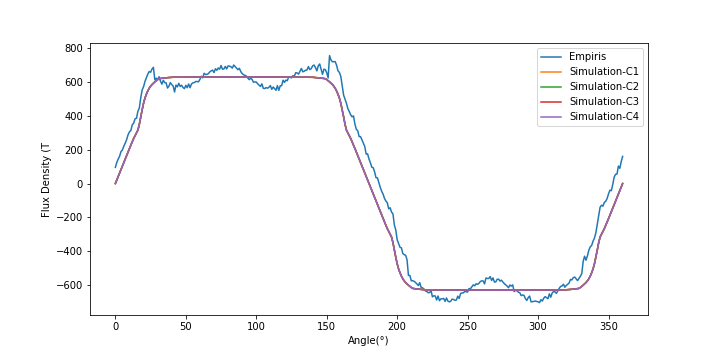 800
600
400
200
0
−200
−400
−600
Flux Density (T
0 50 100 150 200 250 300 350
Angle(°)
Empiris
Simulation-C1
Simulation-C2
Simulation-C3
Simulation-C4